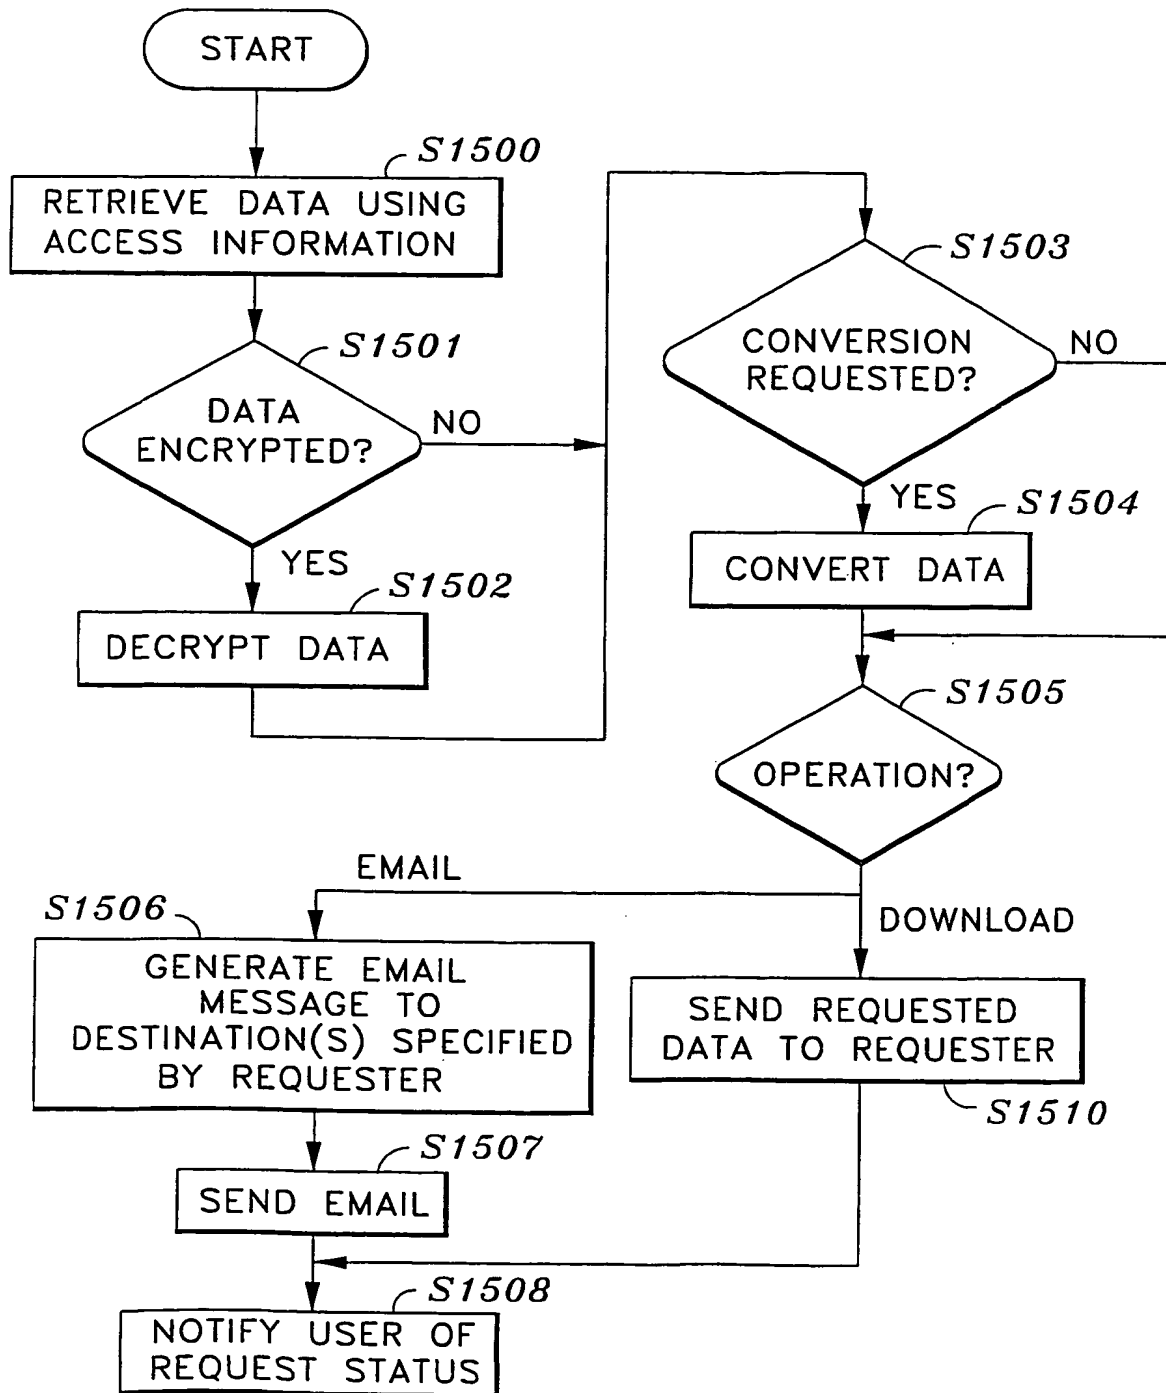 START
S1500
RETRIEVE DATA USING
ACCESS INFORMATION
S1501
DATA
ENCRYPTED?
NO
YES
S1502
DECRYPT DATA
S1503
CONVERSION
REQUESTED?
NO
YES
S1504
CONVERT DATA
S1505
OPERATION?
EMAIL
DOWNLOAD
S1506
GENERATE EMAIL
MESSAGE TO
DESTINATION(S) SPECIFIED
BY REQUESTER
SEND REQUESTED
DATA TO REQUESTER
S1510
S1507
SEND EMAIL
S1508
NOTIFY USER OF
REQUEST STATUS